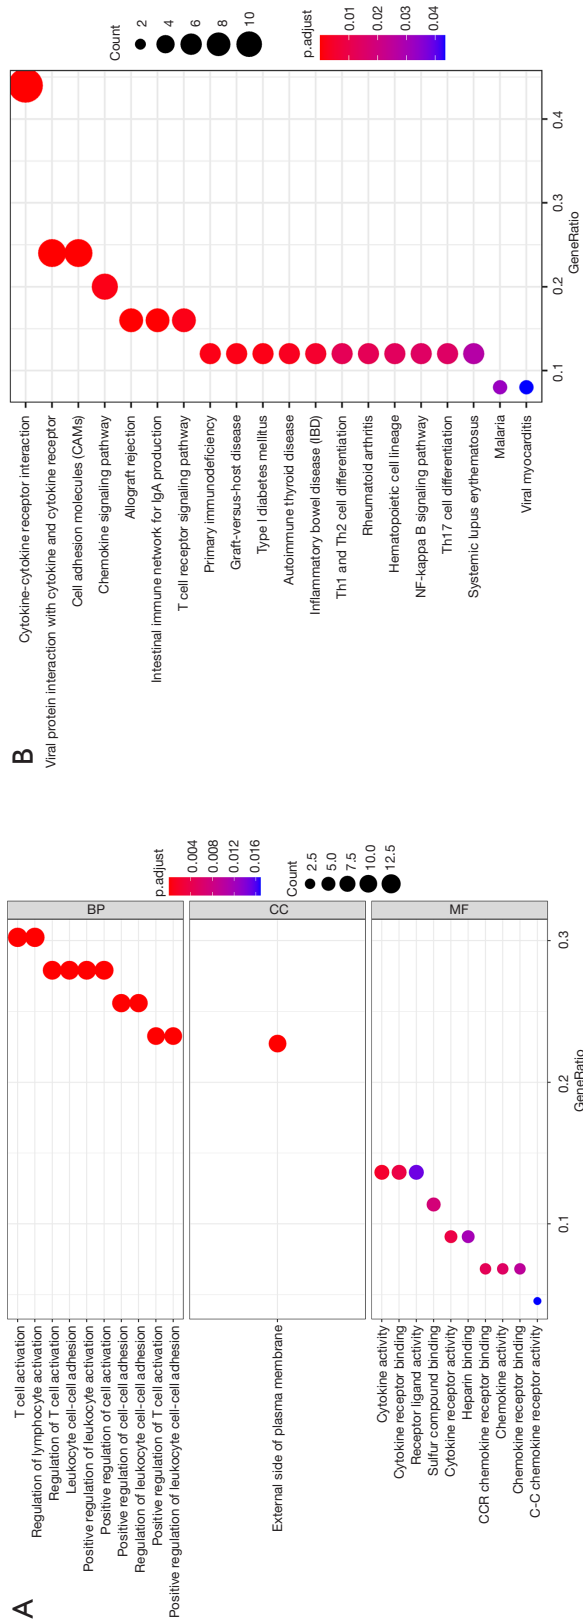 A
T cell activation
Regulation of lymphocyte activation
Regulation of T cell activation
Leukocyte cell-cell adhesion
Positive regulation of leukocyte activation
Positive regulation of cell activation
Positive regulation of cell-cell adhesion
Regulation of leukocyte cell-cell adhesion
Positive regulation of T cell activation
Positive regulation of leukocyte cell-cell adhesion
External side of plasma membrane
Cytokine activity
Cytokine receptor binding
Receptor ligand activity
Sulfur compound binding
Cytokine receptor activity
Heparin binding
CCR chemokine receptor binding
Chemokine activity
Chemokine receptor binding
C-C chemokine receptor activity
BP
CC
MF
0.1
0.2
0.3
GeneRatio
p.adjust
0.004
0.008
0.012
0.016
Count
2.5
5.0
7.5
10.0
12.5
B
Cytokine-cytokine receptor interaction
Viral protein interaction with cytokine and cytokine receptor
Cell adhesion molecules (CAMs)
Chemokine signaling pathway
Allograft rejection
Intestinal immune network for IgA production
T cell receptor signaling pathway
Primary immunodeficiency
Graft-versus-host disease
Type I diabetes mellitus
Autoimmune thyroid disease
Inflammatory bowel disease (IBD)
Th1 and Th2 cell differentiation
Rheumatoid arthritis
Hematopoietic cell lineage
NF-kappa B signaling pathway
Th17 cell differentiation
Systemic lupus erythematosus
Malaria
Viral myocarditis
0.1
0.2
0.3
0.4
GeneRatio
Count
2
4
6
8
10
p.adjust
0.01
0.02
0.03
0.04